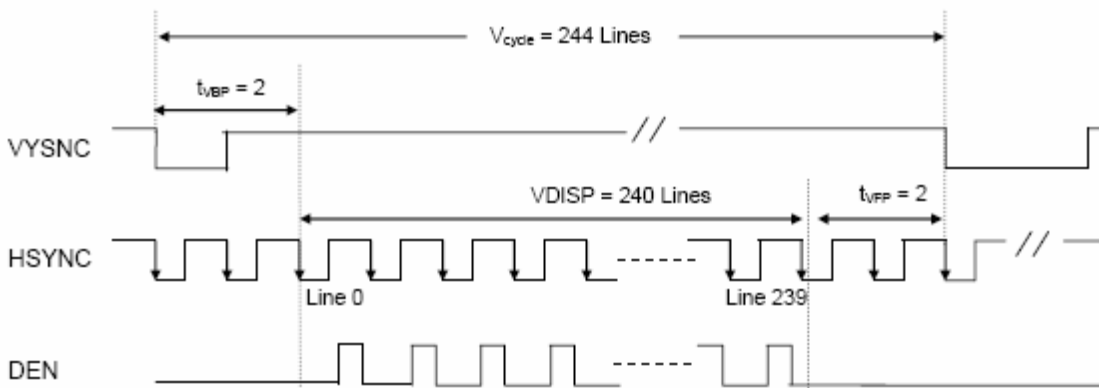 Vcycle = 244 Lines
tVBP = 2
VYSNC
VDISP = 240 Lines
tVFP = 2
HSYNC
Line 0
Line 239
DEN